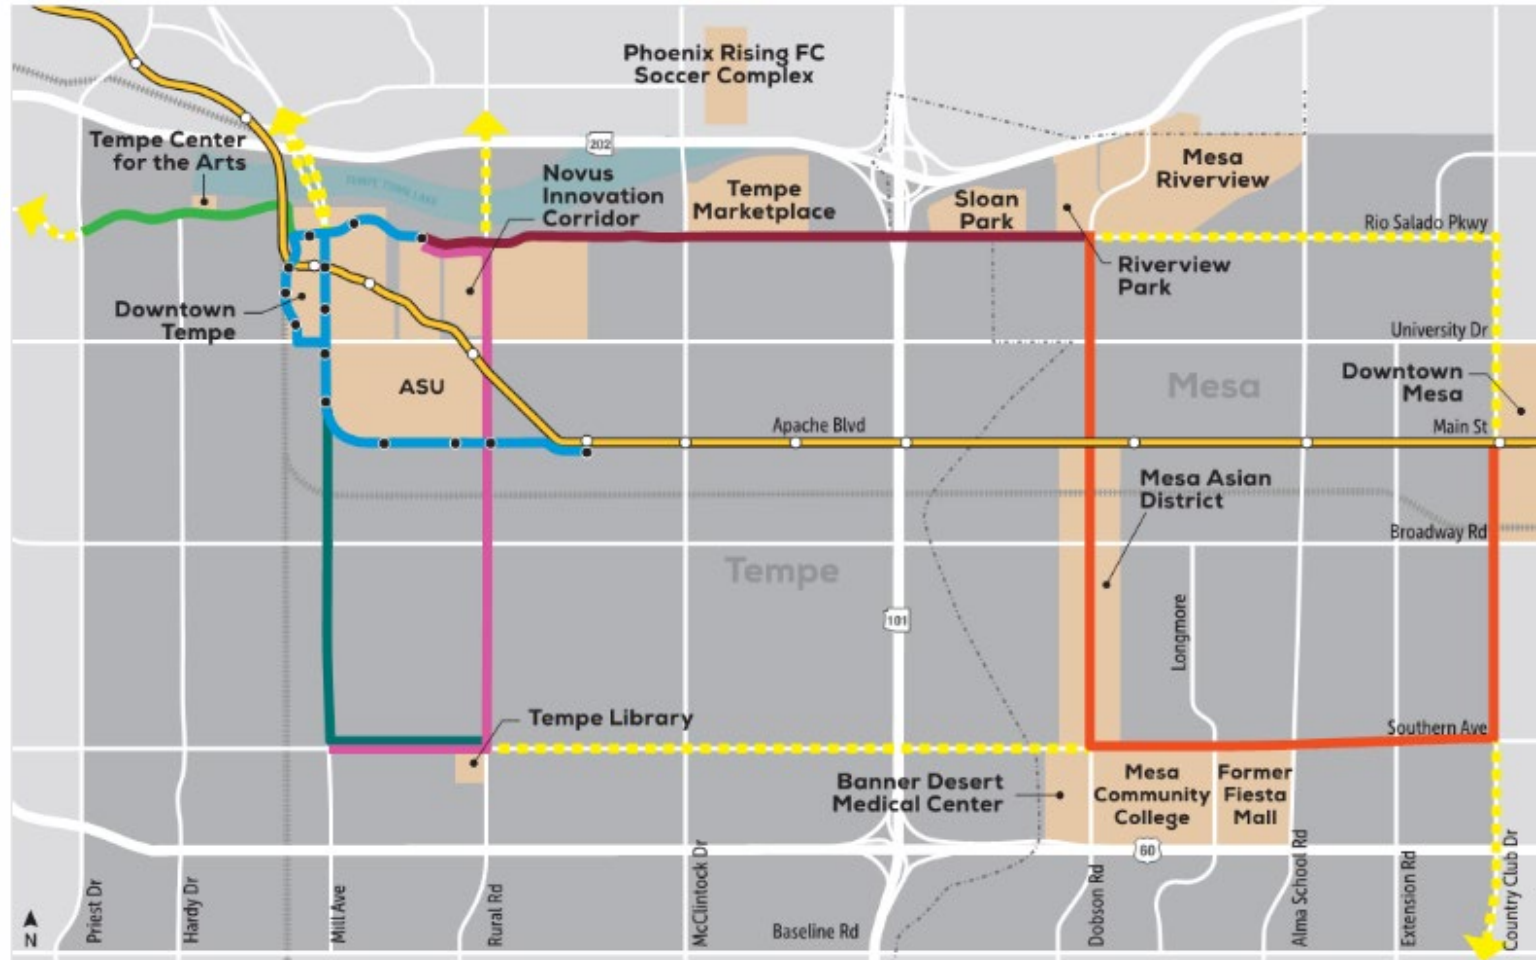 Phoenix Rising FC
Soccer Complex
Tempe Center
for the Arts
202
TEMPE TOWN LAKE
Novus
Innovation
Corridor
Tempe
Marketplace
Sloan
Park
Mesa
Riverview
Rio Salado Pkwy
Riverview
Park
Downtown
Tempe
University Dr
ASU
Mesa
Downtown
Mesa
Apache Blvd
Main St
Mesa Asian
District
Broadway Rd
Tempe
101
Longmore
Tempe Library
Southern Ave
Banner Desert
Medical Center
Mesa
Community
College
Former
Fiesta
Mall
60
N
Priest Dr
Hardy Dr
Mill Ave
Rural Rd
McClintock Dr
Baseline Rd
Dobson Rd
Alma School Rd
Extension Rd
Country Club Dr